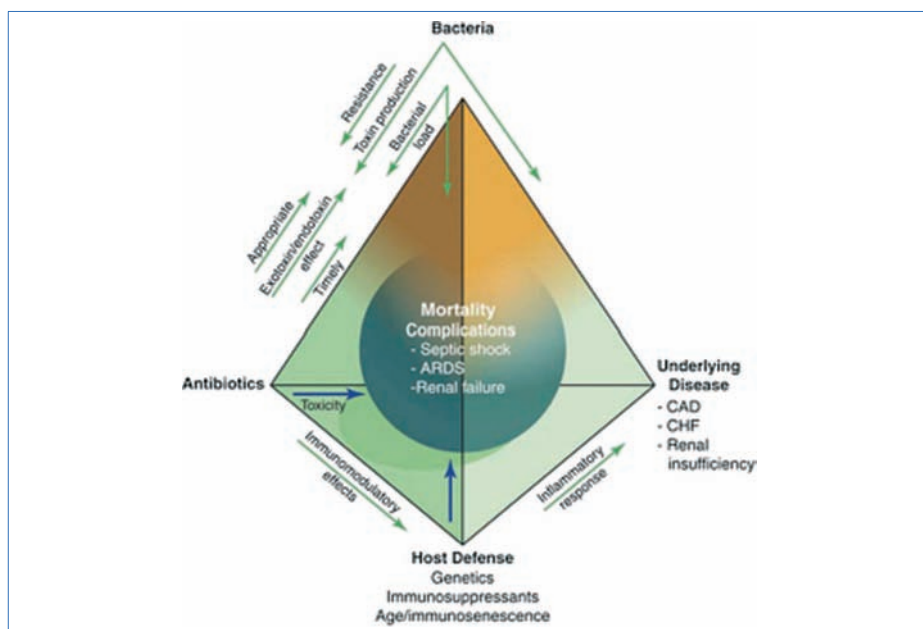 Bacteria
Resistance
Toxin production
Bacterial
load
Appropriate
Exotoxin/endotoxin
effect
Timely
Mortality
Complications
- Septic shock
- ARDS
-Renal failure
Antibiotics
Toxicity
Underlying
Disease
- CAD
- CHF
- Renal
insufficiency
Immunomodulatory
effects
Inflammatory
response
Host Defense
Genetics
Immunosuppressants
Age/immunosenescence